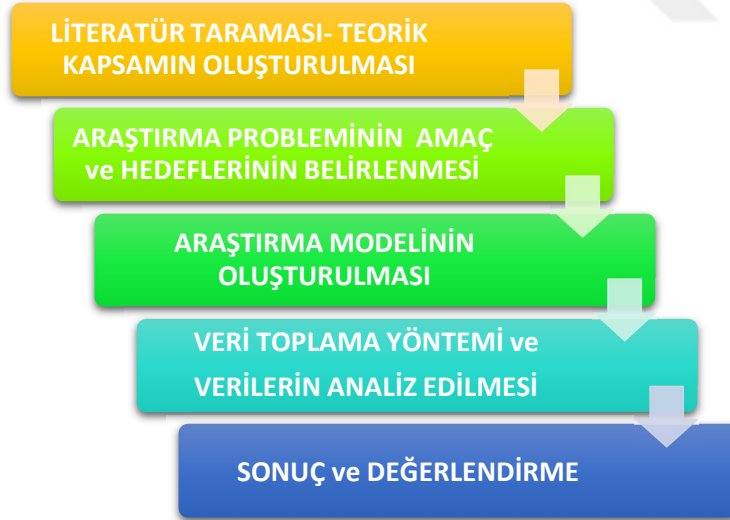 LİTERATÜR TARAMASI- TEORİK
KAPSAMIN OLUŞTURULMASI
ARAŞTIRMA PROBLEMİNİN AMAÇ
ve HEDEFLERİNİN BELİRLENMESİ
ARAŞTIRMA MODELİNİN
OLUŞTURULMASI
VERİ TOPLAMA YÖNTEMİ ve
VERİLERİN ANALİZ EDİLMESİ
SONUÇ ve DEĞERLENDİRME